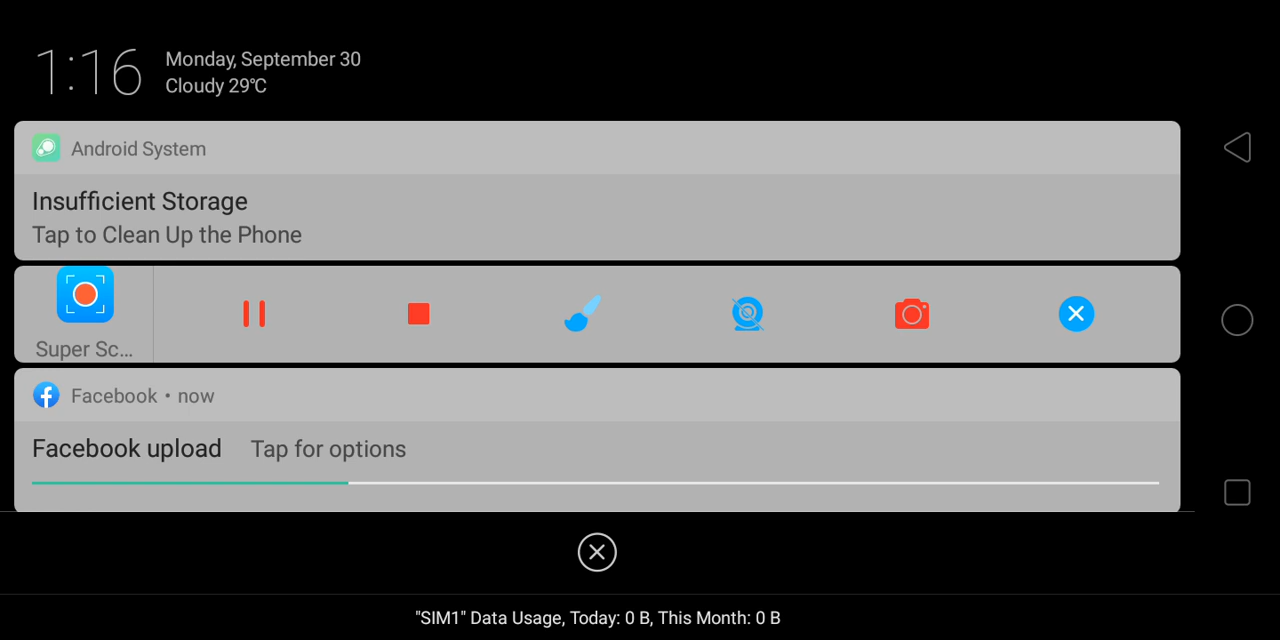 1:16
Monday, September 30
Cloudy 29℃
Android System
Insufficient Storage
Tap to Clean Up the Phone
Super Sc...
Facebook • now
Facebook upload Tap for options
"SIM1" Data Usage, Today: 0 B, This Month: 0 B